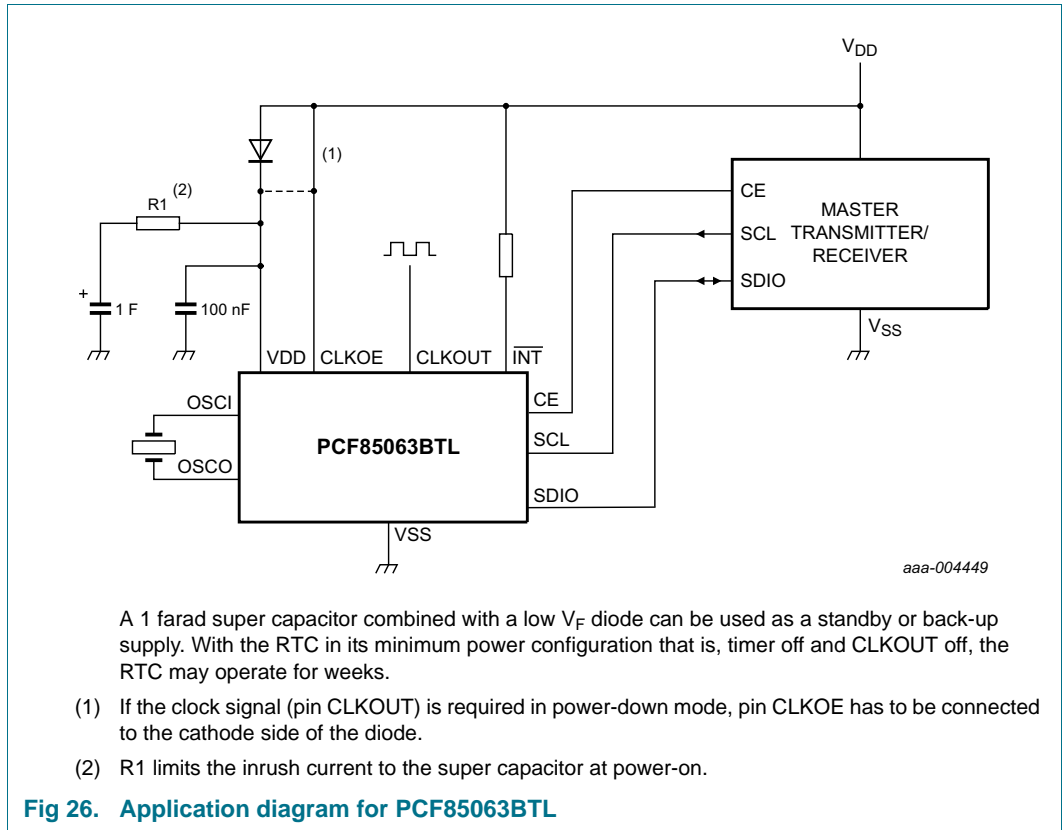 VDD
(1)
(2)
R1
CE
MASTER
TRANSMITTER/
RECEIVER
SCL
SDIO
+
1 F
100 nF
VSS
VDD
CLKOE
CLKOUT
INT
OSCI
CE
PCF85063BTL
SCL
OSCO
SDIO
VSS
aaa-004449
A 1 farad super capacitor combined with a low VF diode can be used as a standby or back-up
supply. With the RTC in its minimum power configuration that is, timer off and CLKOUT off, the
RTC may operate for weeks.
(1) If the clock signal (pin CLKOUT) is required in power-down mode, pin CLKOE has to be connected
to the cathode side of the diode.
(2) R1 limits the inrush current to the super capacitor at power-on.
Fig 26. Application diagram for PCF85063BTL